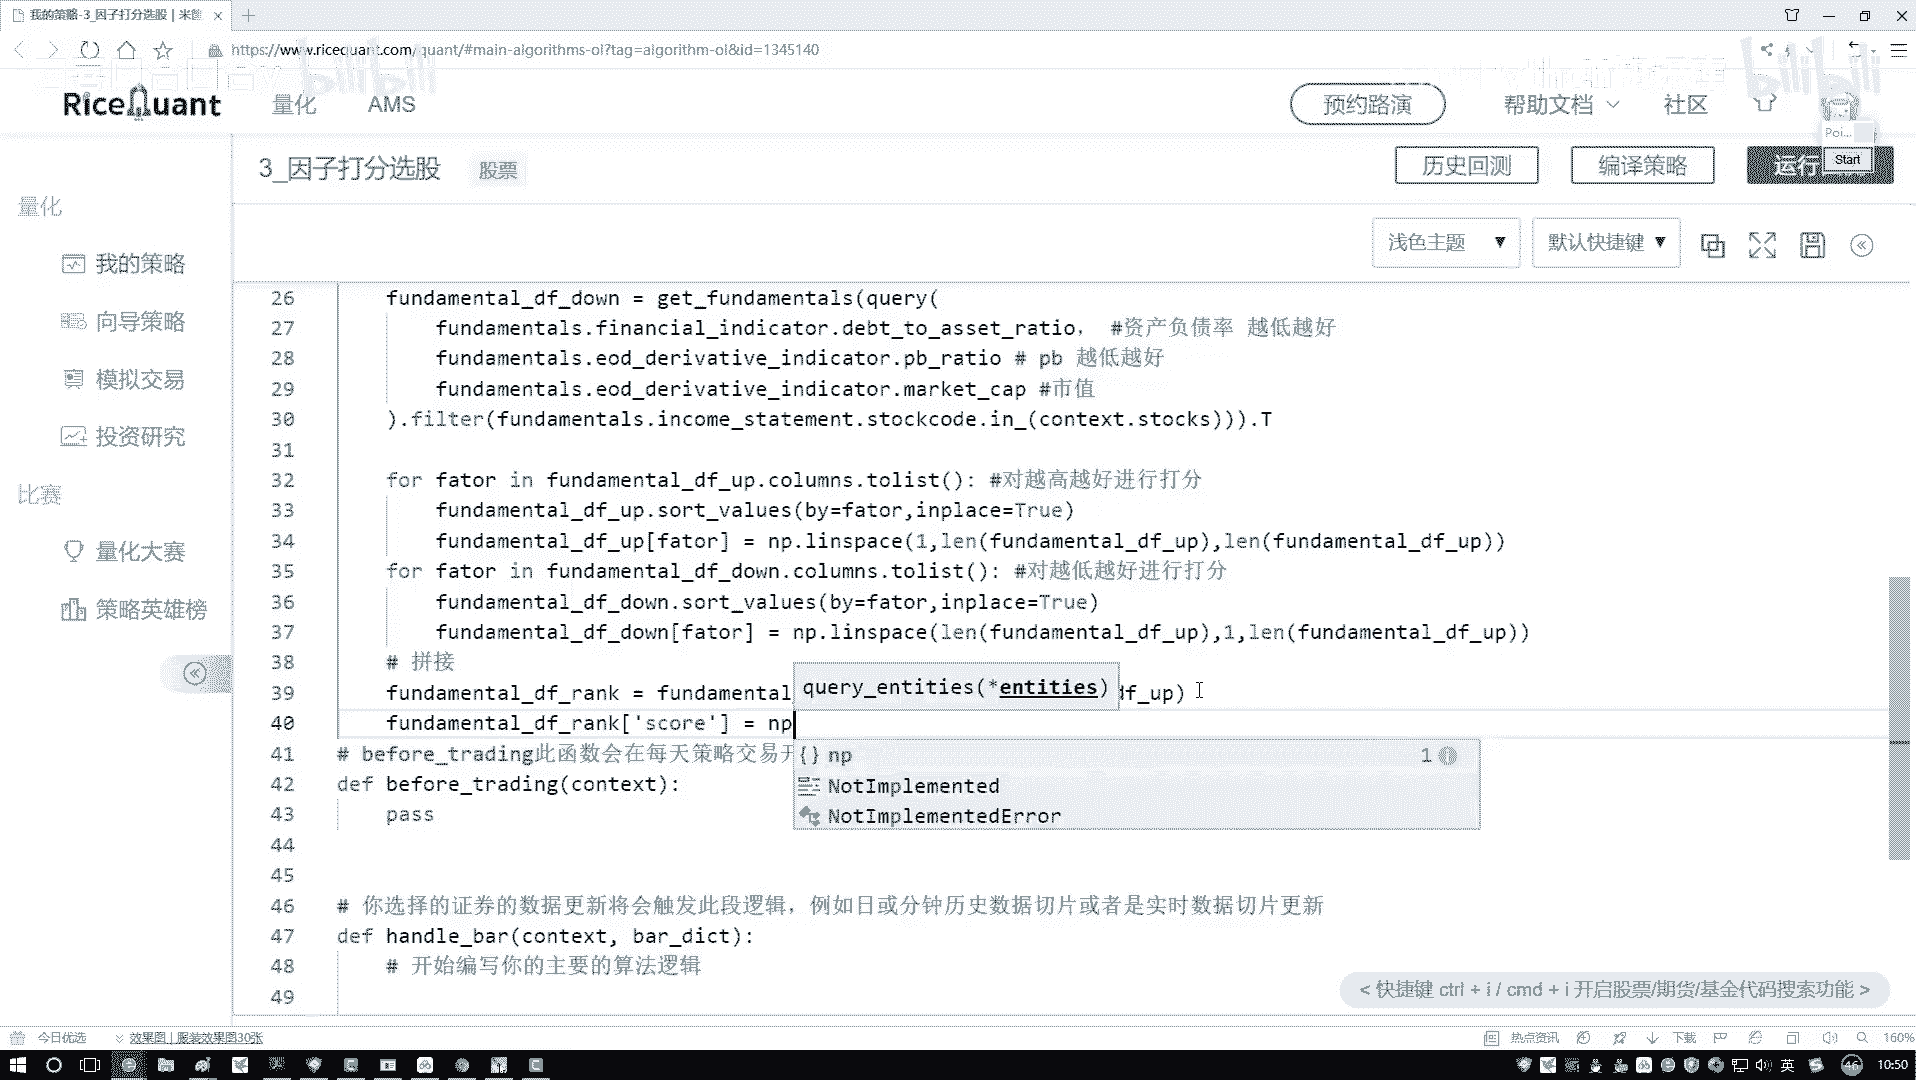 我的策略-3_因子打分选股 | 米筐
https://www.ricequant.com/quant/#main-algorithms-ol?tag=algorithm-ol&id=1345140
bilibili
bilibili
RiceQuant
量化
AMS
预约路演
帮助文档
社区
Poi...
Start
3_因子打分选股
股票
历史回测
编译策略
运行
量化
我的策略
向导策略
模拟交易
投资研究
比赛
量化大赛
策略英雄榜
浅色主题 ▼
默认快捷键 ▼
26 fundamental_df_down = get_fundamentals(query(
27 fundamentals.financial_indicator.debt_to_asset_ratio， #资产负债率 越低越好
28 fundamentals.eod_derivative_indicator.pb_ratio # pb 越低越好
29 fundamentals.eod_derivative_indicator.market_cap #市值
30 ).filter(fundamentals.income_statement.stockcode.in_(context.stocks))).T
31
32 for fator in fundamental_df_up.columns.tolist(): #对越高越好进行打分
33 fundamental_df_up.sort_values(by=fator,inplace=True)
34 fundamental_df_up[fator] = np.linspace(1,len(fundamental_df_up),len(fundamental_df_up))
35 for fator in fundamental_df_down.columns.tolist(): #对越低越好进行打分
36 fundamental_df_down.sort_values(by=fator,inplace=True)
37 fundamental_df_down[fator] = np.linspace(len(fundamental_df_up),1,len(fundamental_df_up))
38 # 拼接
39 fundamental_df_rank = fundamental df_up)
query_entities(*entities)
40 fundamental_df_rank['score'] = np
41 # before_trading此函数会在每天策略交易开
np 1
NotImplemented
NotImplementedError
42 def before_trading(context):
43 pass
44
45
46 # 你选择的证券的数据更新将会触发此段逻辑，例如日或分钟历史数据切片或者是实时数据切片更新
47 def handle_bar(context, bar_dict):
48 # 开始编写你的主要的算法逻辑
49
< 快捷键 ctrl + i / cmd + i 开启股票/期货/基金代码搜索功能 >
今日优选
效果图 | 服装效果图30张
热点资讯
下载
160%
英
46
10:50